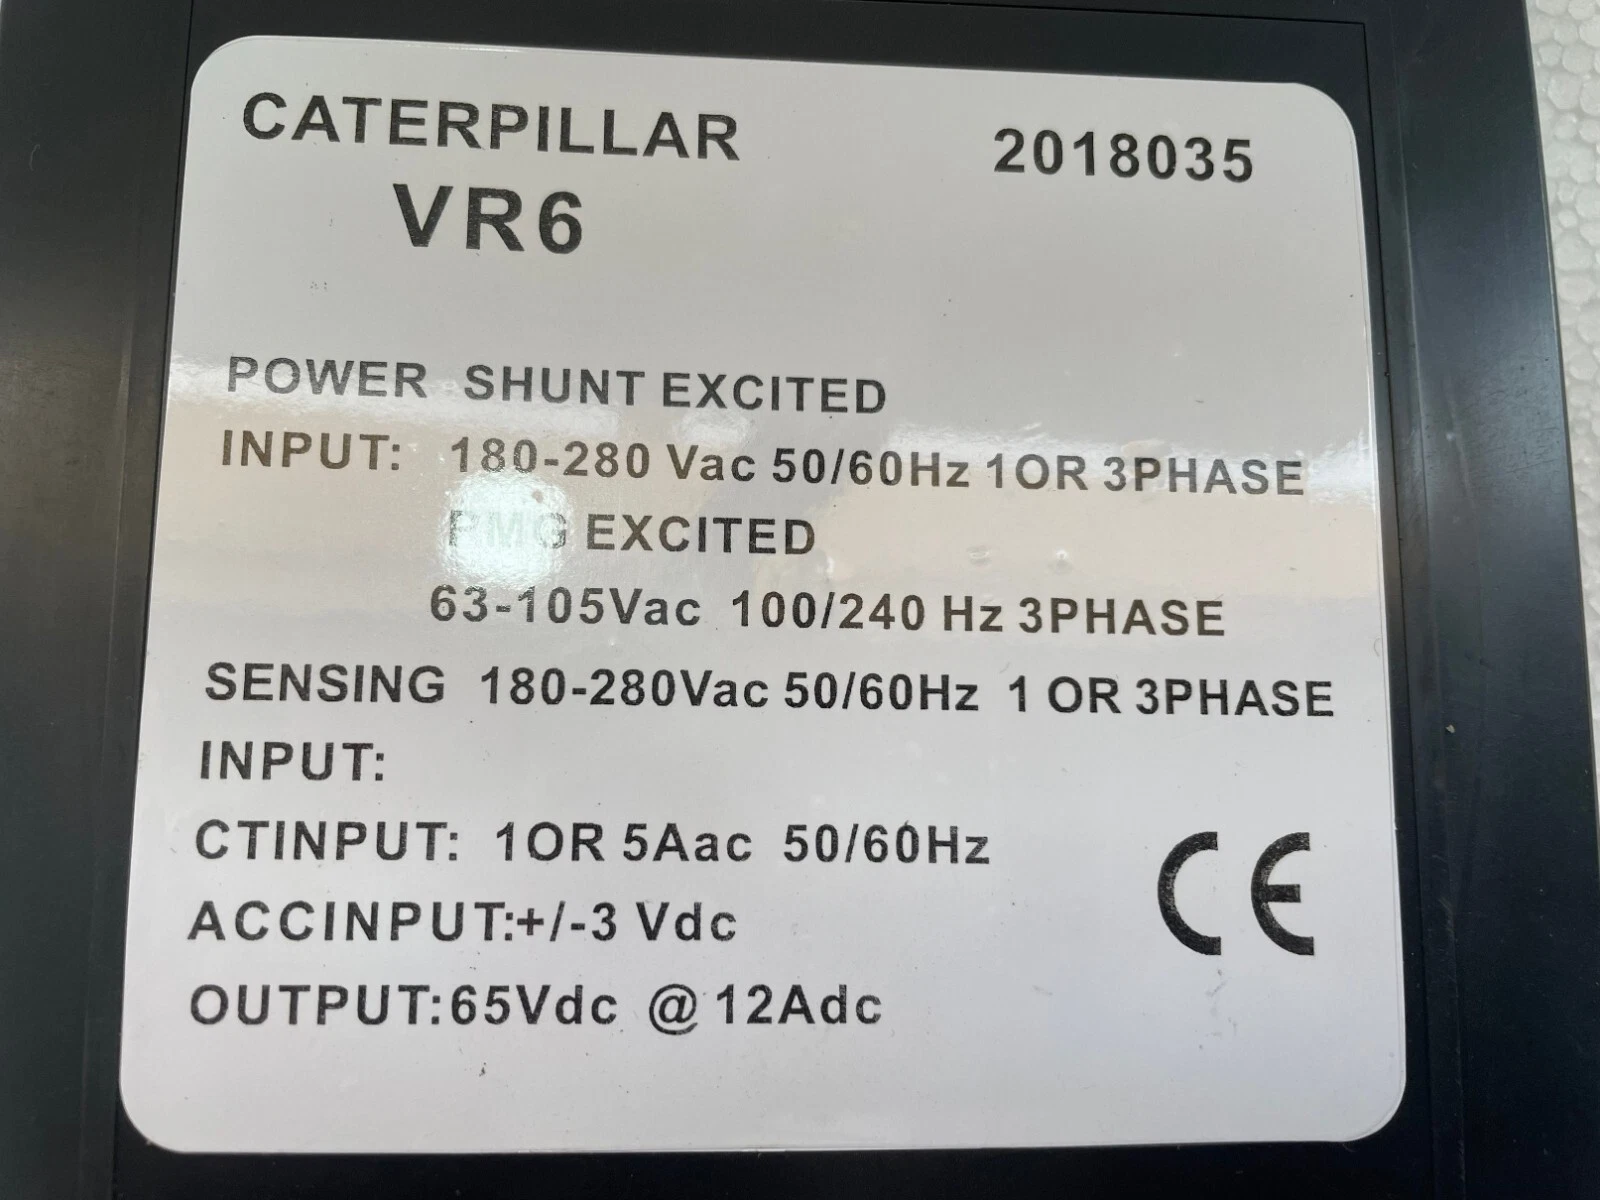 CATERPILLAR 2018035
VR6
POWER SHUNT EXCITED
INPUT: 180-280 Vac 50/60Hz 1OR 3PHASE
PMG EXCITED
63-105Vac 100/240 Hz 3PHASE
SENSING 180-280Vac 50/60Hz 1 OR 3PHASE
INPUT:
CTINPUT: 1OR 5Aac 50/60Hz
ACCINPUT:+/-3 Vdc
CE
OUTPUT:65Vdc @ 12Adc